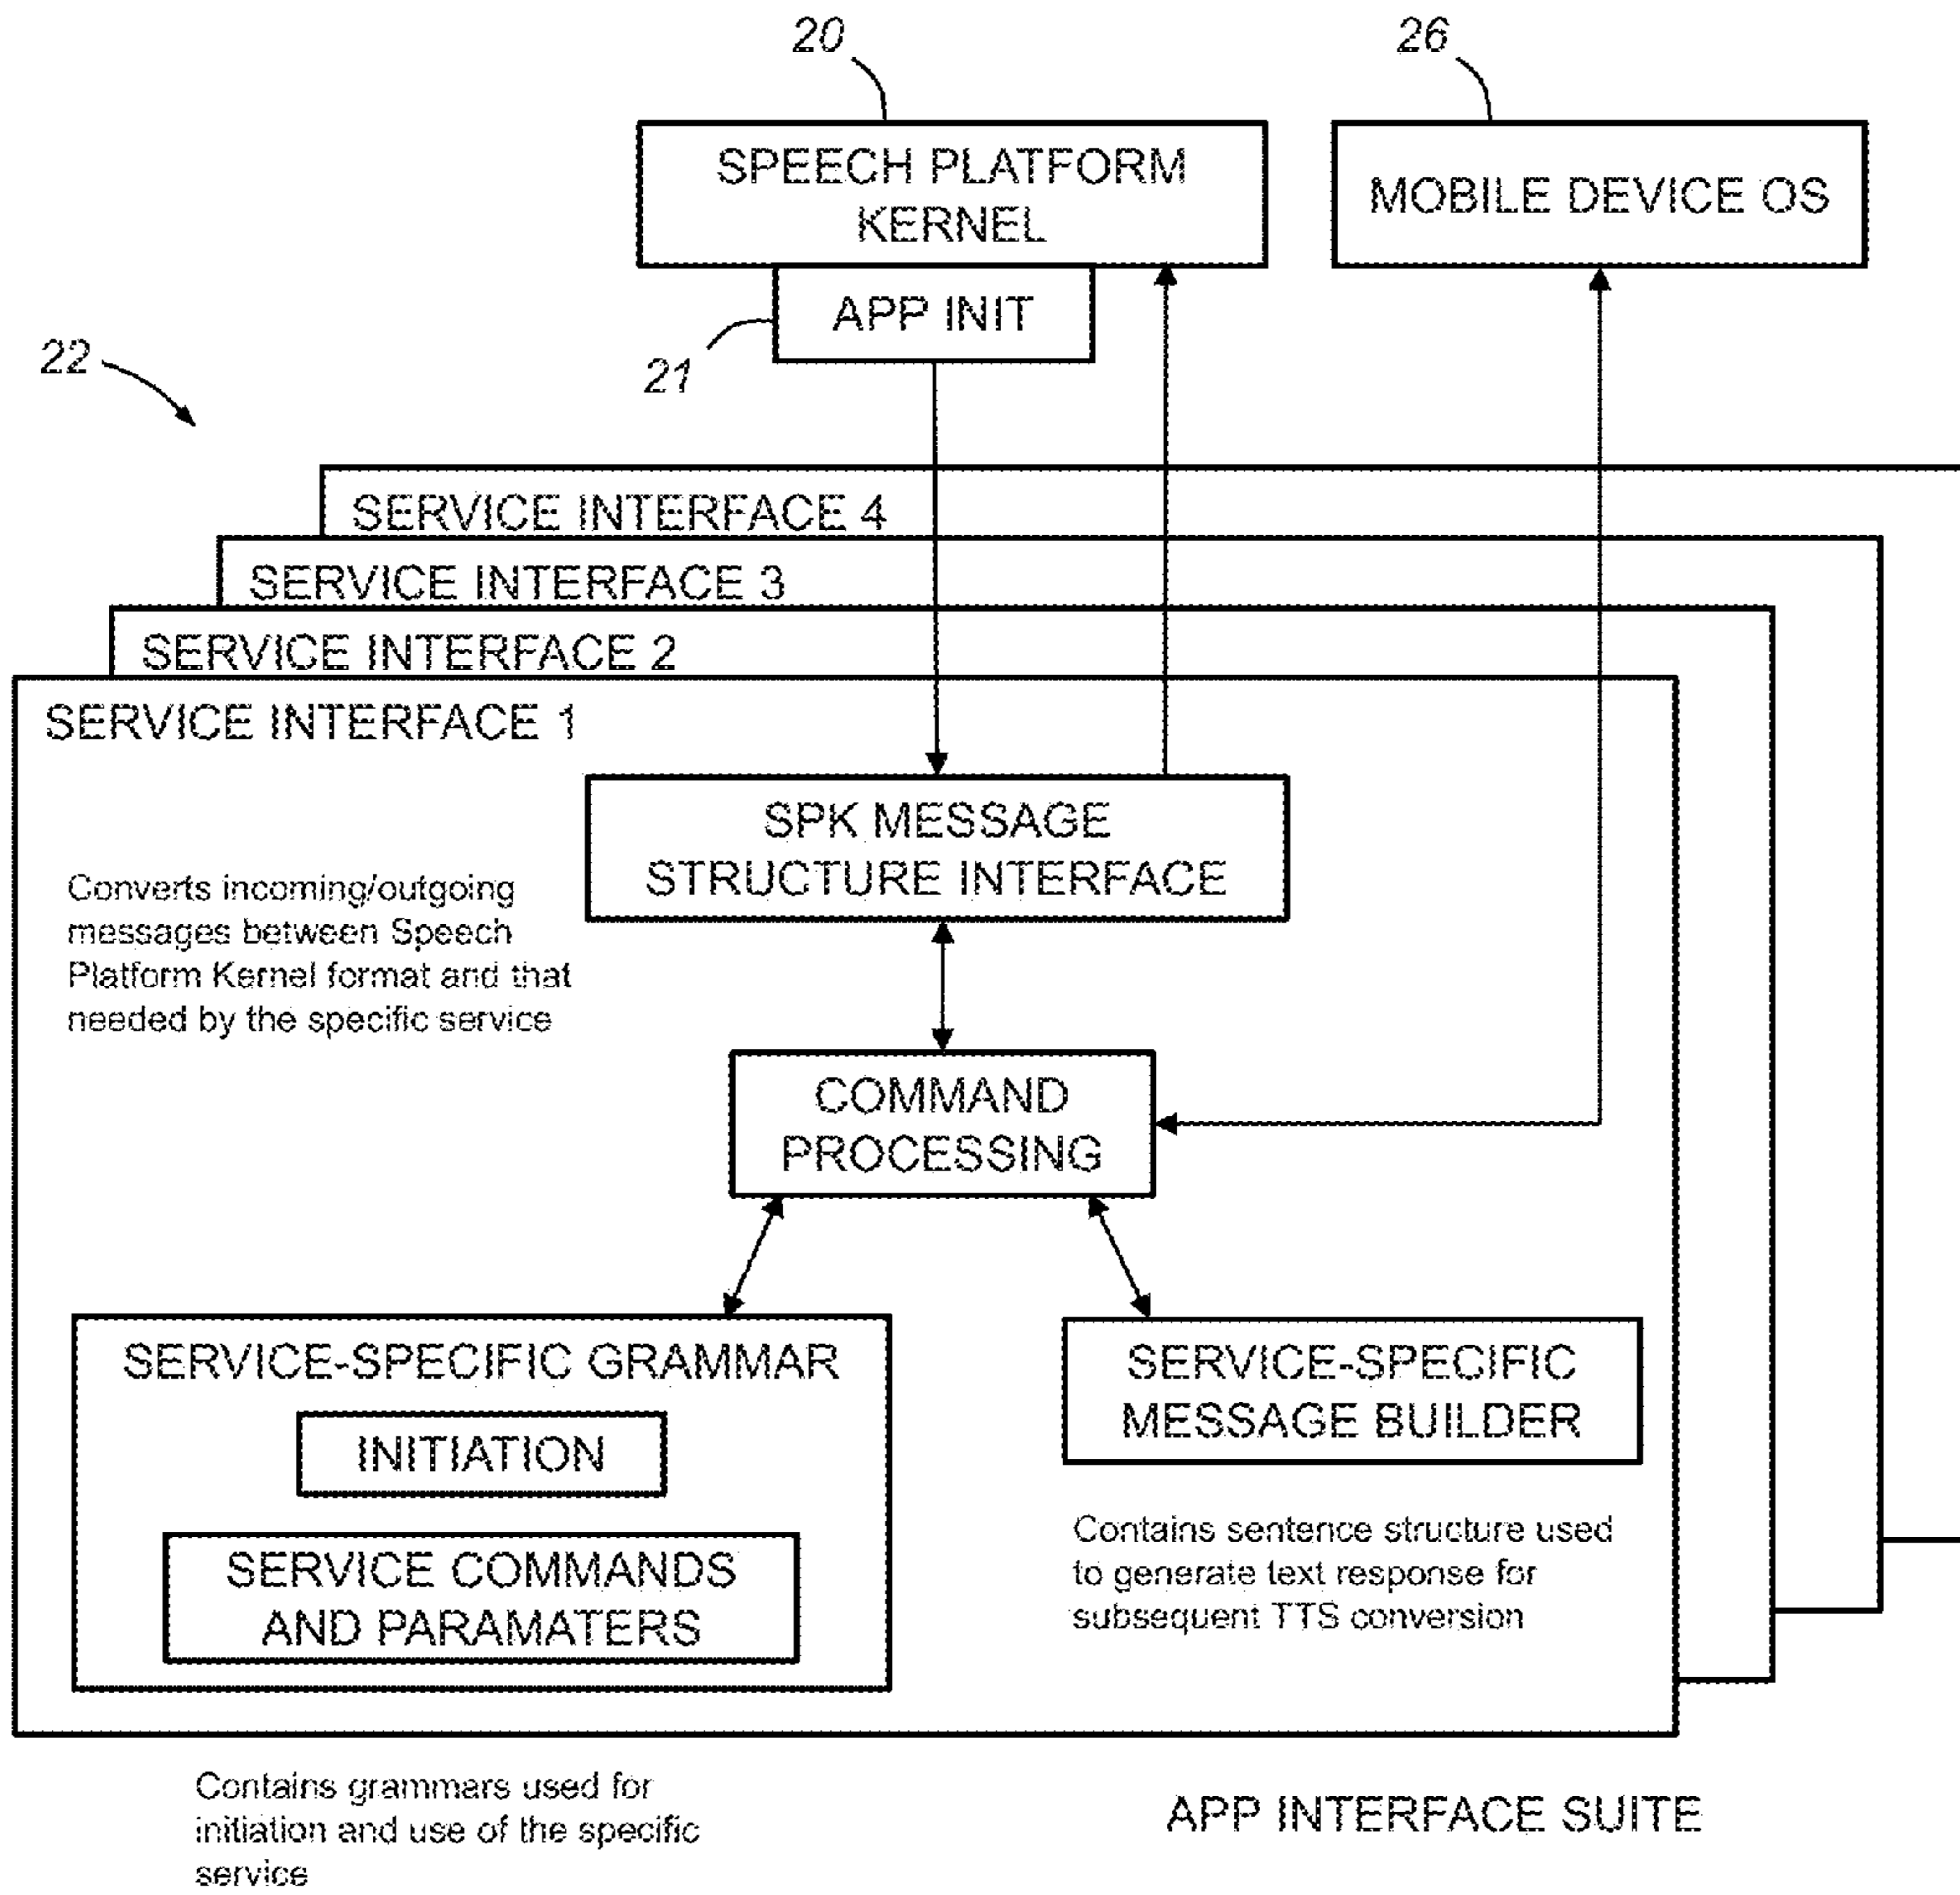 20
26
SPEECH PLATFORM
KERNEL
MOBILE DEVICE OS
APP INIT
21
22
SERVICE INTERFACE 4
SERVICE INTERFACE 3
SERVICE INTERFACE 2
SERVICE INTERFACE 1
SPK MESSAGE
STRUCTURE INTERFACE
Converts incoming/outgoing
messages between Speech
Platform Kernel format and that
needed by the specific service
COMMAND
PROCESSING
SERVICE-SPECIFIC GRAMMAR
INITIATION
SERVICE COMMANDS
AND PARAMATERS
SERVICE-SPECIFIC
MESSAGE BUILDER
Contains sentence structure used
to generate text response for
subsequent TTS conversion
Contains grammars used for
initiation and use of the specific
service
APP INTERFACE SUITE